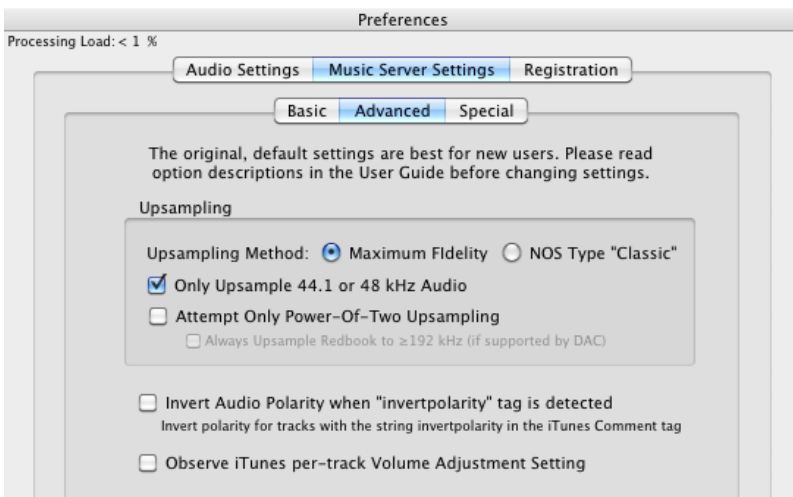 Preferences
Processing Load: < 1 %
Audio Settings Music Server Settings Registration
Basic Advanced Special
The original, default settings are best for new users. Please read
option descriptions in the User Guide before changing settings.
Upsampling
Upsampling Method: Maximum FIdelity NOS Type "Classic"
Only Upsample 44.1 or 48 kHz Audio
Attempt Only Power-Of-Two Upsampling
Always Upsample Redbook to ≥192 kHz (if supported by DAC)
Invert Audio Polarity when "invertpolarity" tag is detected
Invert polarity for tracks with the string invertpolarity in the iTunes Comment tag
Observe iTunes per-track Volume Adjustment Setting